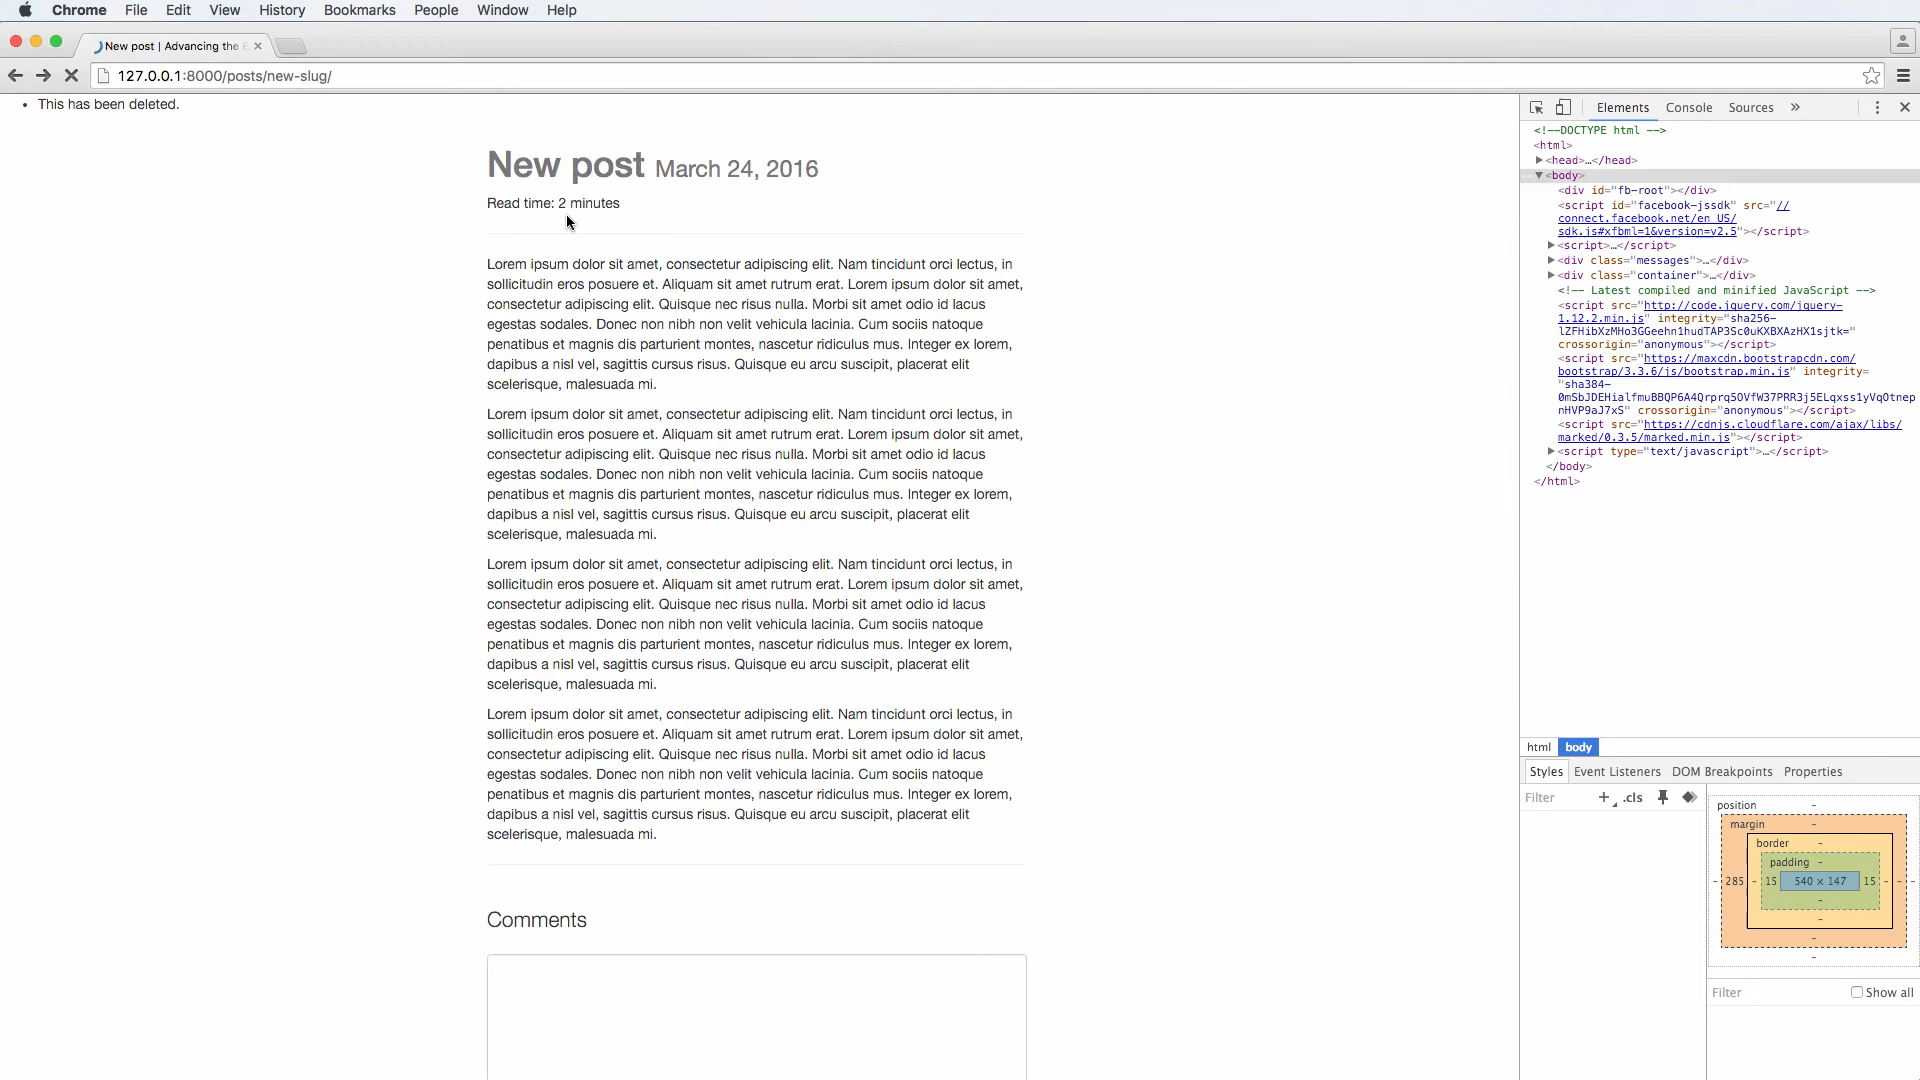 Chrome File Edit View History Bookmarks People Window Help
New post | Advancing the
127.0.0.1:8000/posts/new-slug/
• This has been deleted.
New post March 24, 2016
Read time: 2 minutes
Lorem ipsum dolor sit amet, consectetur adipiscing elit. Nam tincidunt orci lectus, in
sollicitudin eros posuere et. Aliquam sit amet rutrum erat. Lorem ipsum dolor sit amet,
consectetur adipiscing elit. Quisque nec risus nulla. Morbi sit amet odio id lacus
egestas sodales. Donec non nibh non velit vehicula lacinia. Cum sociis natoque
penatibus et magnis dis parturient montes, nascetur ridiculus mus. Integer ex lorem,
dapibus a nisl vel, sagittis cursus risus. Quisque eu arcu suscipit, placerat elit
scelerisque, malesuada mi.
Lorem ipsum dolor sit amet, consectetur adipiscing elit. Nam tincidunt orci lectus, in
sollicitudin eros posuere et. Aliquam sit amet rutrum erat. Lorem ipsum dolor sit amet,
consectetur adipiscing elit. Quisque nec risus nulla. Morbi sit amet odio id lacus
egestas sodales. Donec non nibh non velit vehicula lacinia. Cum sociis natoque
penatibus et magnis dis parturient montes, nascetur ridiculus mus. Integer ex lorem,
dapibus a nisl vel, sagittis cursus risus. Quisque eu arcu suscipit, placerat elit
scelerisque, malesuada mi.
Lorem ipsum dolor sit amet, consectetur adipiscing elit. Nam tincidunt orci lectus, in
sollicitudin eros posuere et. Aliquam sit amet rutrum erat. Lorem ipsum dolor sit amet,
consectetur adipiscing elit. Quisque nec risus nulla. Morbi sit amet odio id lacus
egestas sodales. Donec non nibh non velit vehicula lacinia. Cum sociis natoque
penatibus et magnis dis parturient montes, nascetur ridiculus mus. Integer ex lorem,
dapibus a nisl vel, sagittis cursus risus. Quisque eu arcu suscipit, placerat elit
scelerisque, malesuada mi.
Lorem ipsum dolor sit amet, consectetur adipiscing elit. Nam tincidunt orci lectus, in
sollicitudin eros posuere et. Aliquam sit amet rutrum erat. Lorem ipsum dolor sit amet,
consectetur adipiscing elit. Quisque nec risus nulla. Morbi sit amet odio id lacus
egestas sodales. Donec non nibh non velit vehicula lacinia. Cum sociis natoque
penatibus et magnis dis parturient montes, nascetur ridiculus mus. Integer ex lorem,
dapibus a nisl vel, sagittis cursus risus. Quisque eu arcu suscipit, placerat elit
scelerisque, malesuada mi.
Comments
Elements Console Sources »
<!--DOCTYPE html -->
<html>
<head>…</head>
<body>
<div id="fb-root"></div>
<script id="facebook-jssdk" src="//
connect.facebook.net/en_US/
sdk.js#xfbml=1&version=v2.5"></script>
<script>…</script>
<div class="messages">…</div>
<div class="container">…</div>
<!-- Latest compiled and minified JavaScript -->
<script src="http://code.jquery.com/jquery-
1.12.2.min.js" integrity="sha256-
lZFHibXzMHo3GGeehn1hudTAP3Sc0uKXBXAzHX1sjtk="
crossorigin="anonymous"></script>
<script src="https://maxcdn.bootstrapcdn.com/
bootstrap/3.3.6/js/bootstrap.min.js" integrity=
"sha384-
0mSbJDEHialfmuBBQP6A4Qrprq5OVfW37PRR3j5ELqxss1yVqOtnep
nHVP9aJ7xS" crossorigin="anonymous"></script>
<script src="https://cdnjs.cloudflare.com/ajax/libs/
marked/0.3.5/marked.min.js"></script>
<script type="text/javascript">…</script>
</body>
</html>
html body
Styles Event Listeners DOM Breakpoints Properties
Filter + .cls
position -
margin -
border -
padding -
- 285 - 15 540 × 147 15 - - -
-
-
-
-
Filter Show all